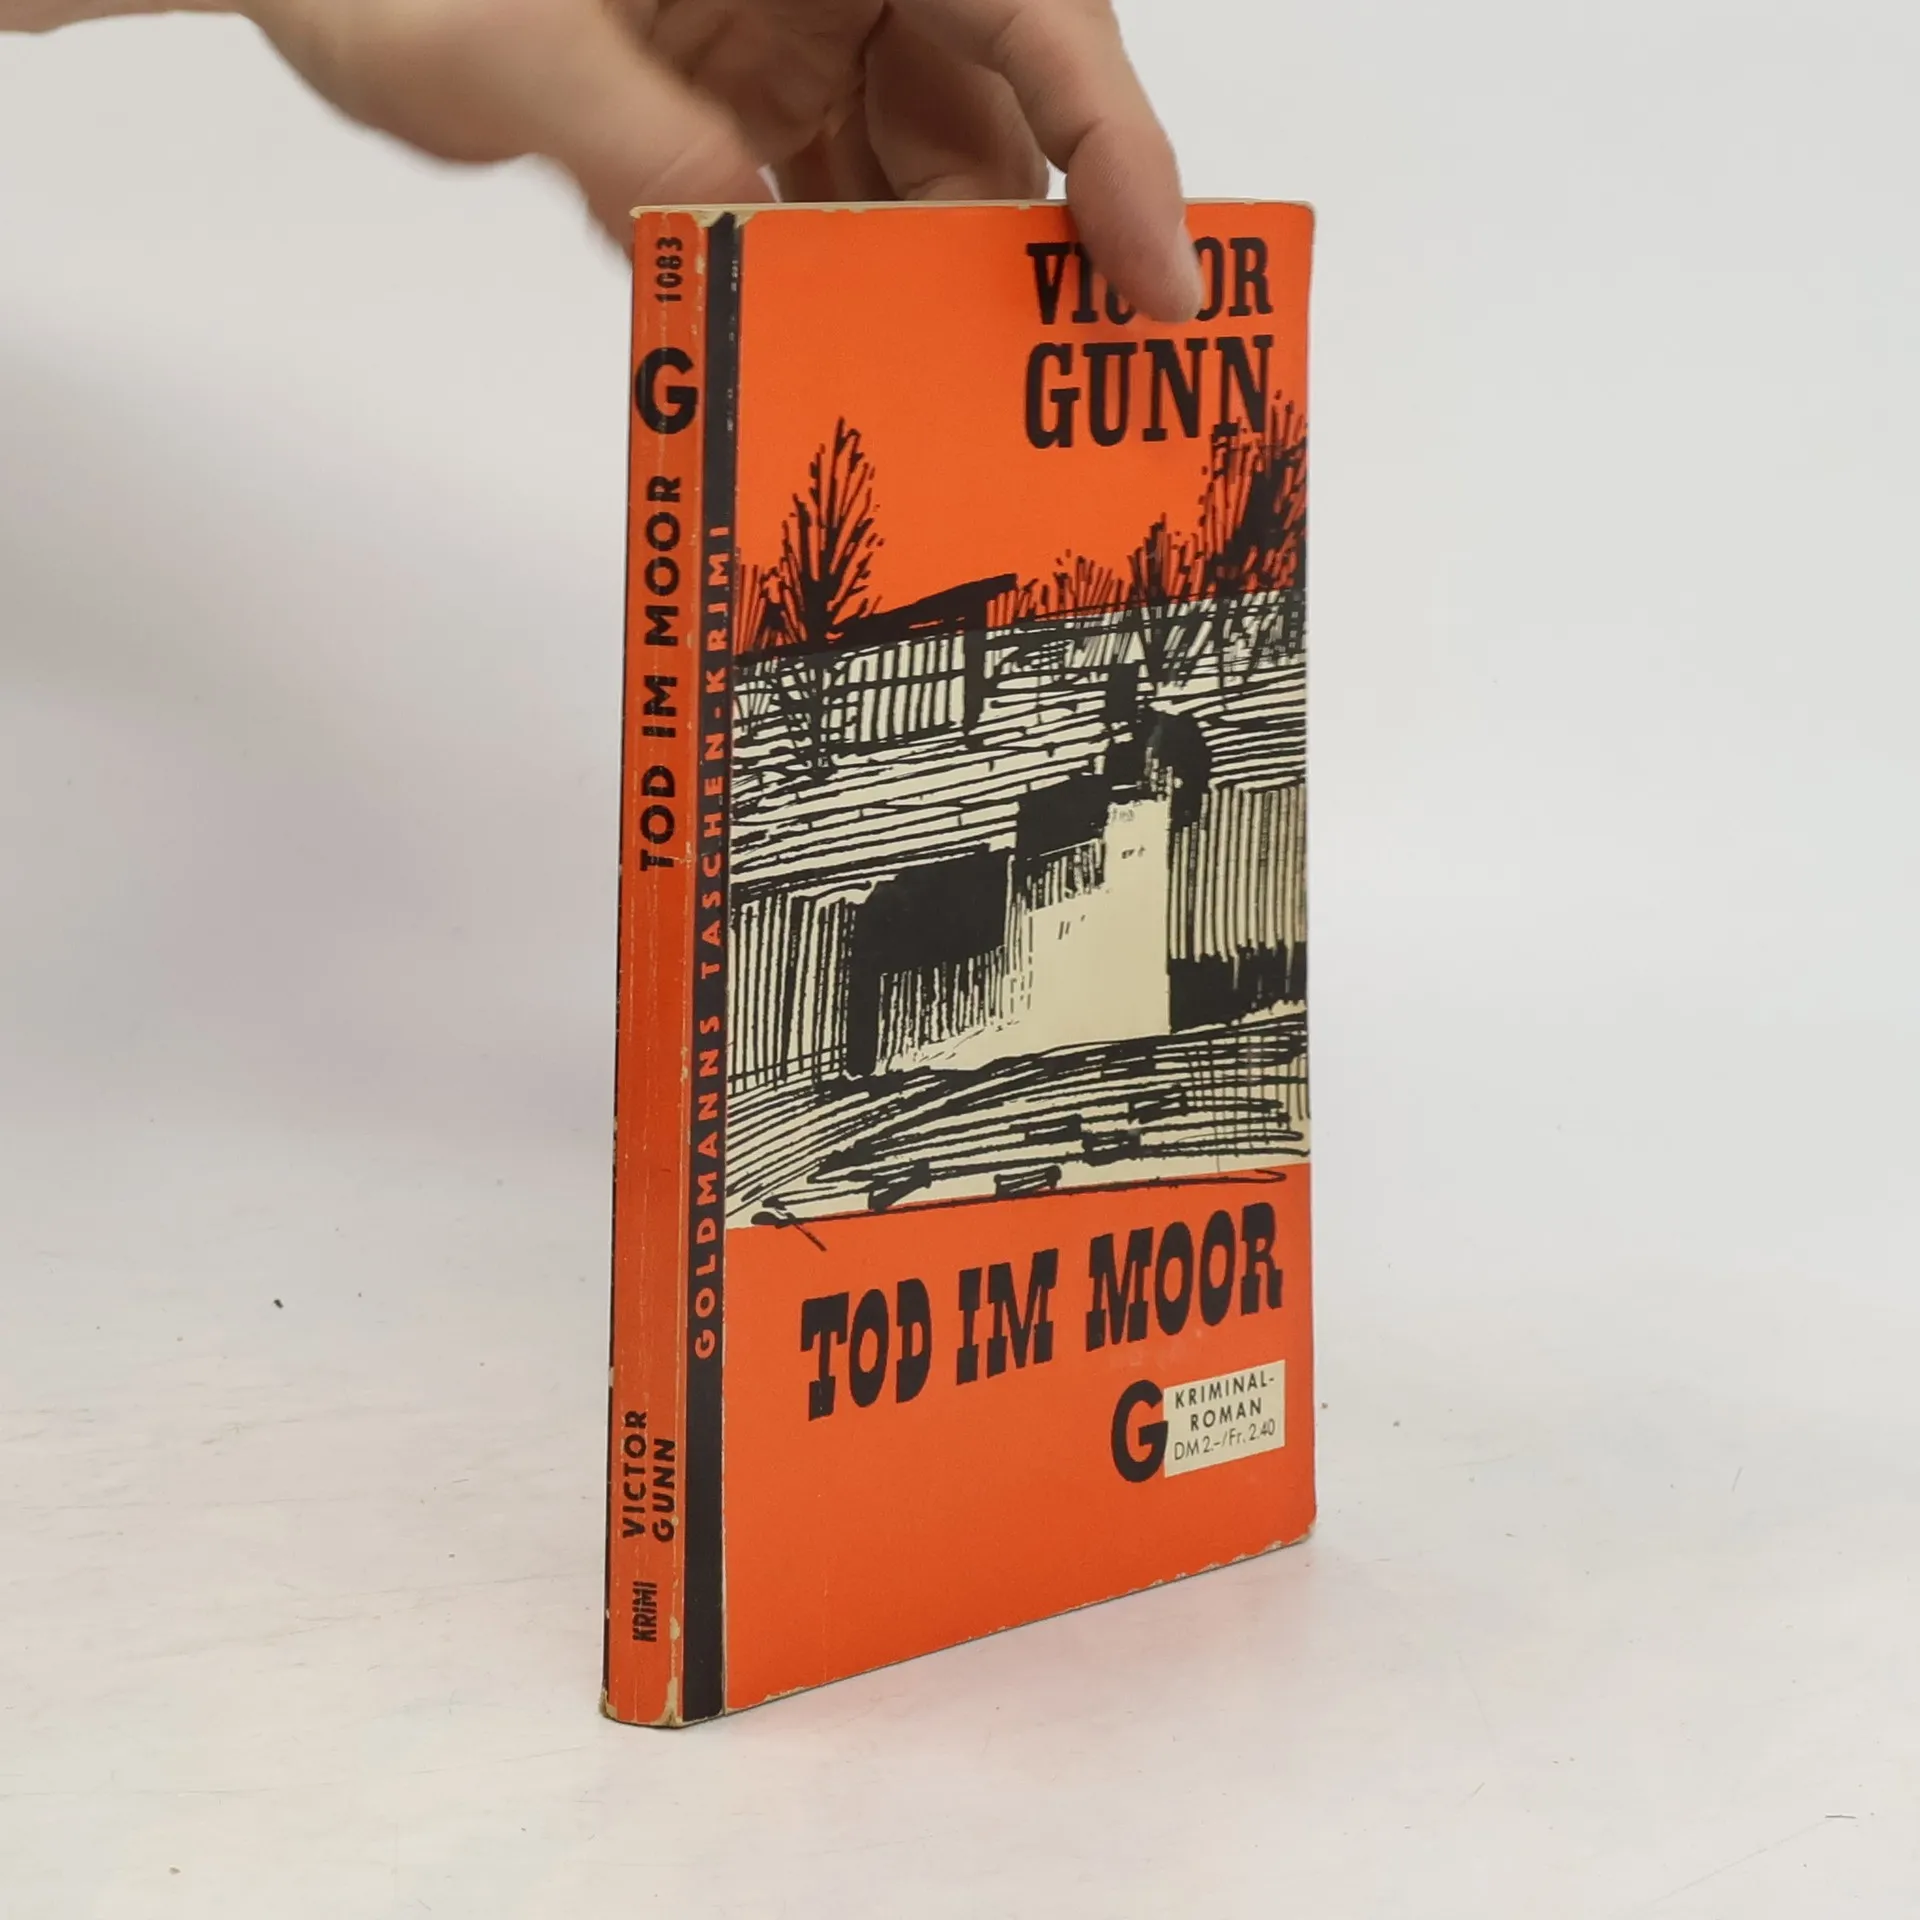 1083
G
TOD IM MOOR
VICTOR
GUNN
KRIMI
GOLDMANNS TASCHEN-KRIMI
VICTOR
GUNN
TOD IM MOOR
G
KRIMINAL-
ROMAN
DM 2.-/Fr. 2.40